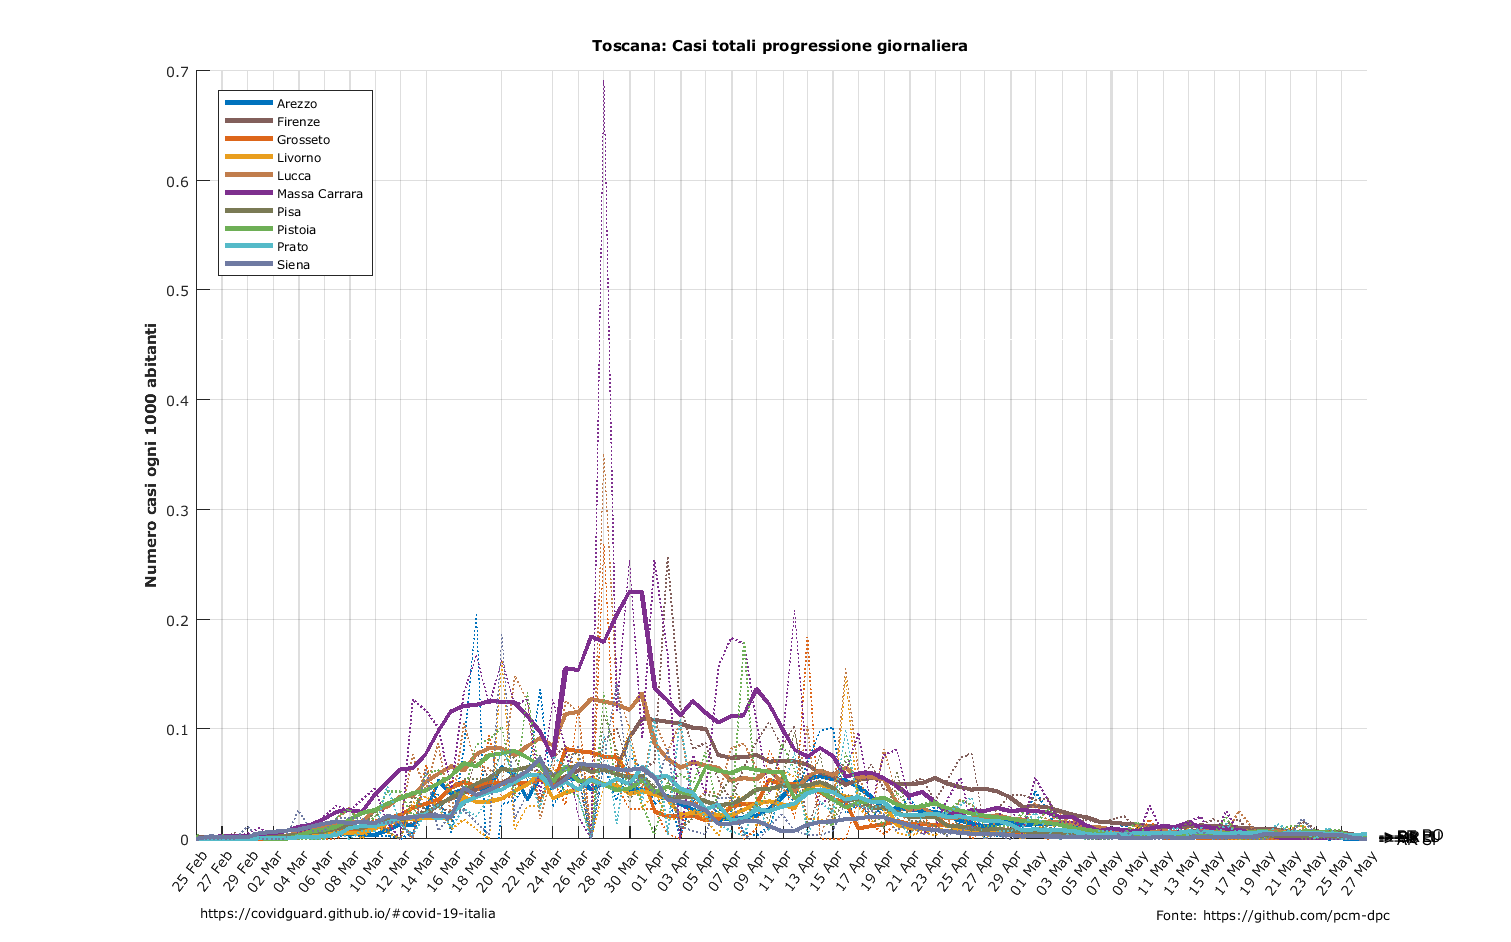 Toscana: Casi totali progressione giornaliera
0.7
0.6
0.5
0.4
0.3
0.2
0.1
0
Numero casi ogni 1000 abitanti
Arezzo
Firenze
Grosseto
Livorno
Lucca
Massa Carrara
Pisa
Pistoia
Prato
Siena
25 Feb
27 Feb
29 Feb
02 Mar
04 Mar
06 Mar
08 Mar
10 Mar
12 Mar
14 Mar
16 Mar
18 Mar
20 Mar
22 Mar
24 Mar
26 Mar
28 Mar
30 Mar
01 Apr
03 Apr
05 Apr
07 Apr
09 Apr
11 Apr
13 Apr
15 Apr
17 Apr
19 Apr
21 Apr
23 Apr
25 Apr
27 Apr
29 Apr
01 May
03 May
05 May
07 May
09 May
11 May
13 May
15 May
17 May
19 May
21 May
23 May
25 May
27 May
https://covidguard.github.io/#covid-19-italia
Fonte: https://github.com/pcm-dpc